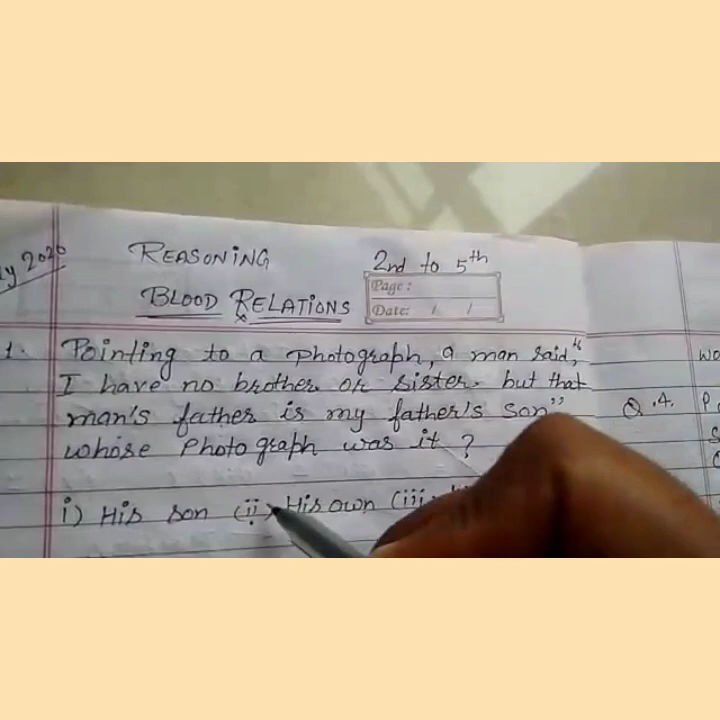 y 2020
REASONING
2nd to 5th
BLOOD RELATIONS
Page :
Date: / /
1. Pointing to a photograph, a man said, "
I have no brother or sister, but that
man's father is my father's son"
whose photograph was it ?
i) His son (ii) His own (iii
Q.4.